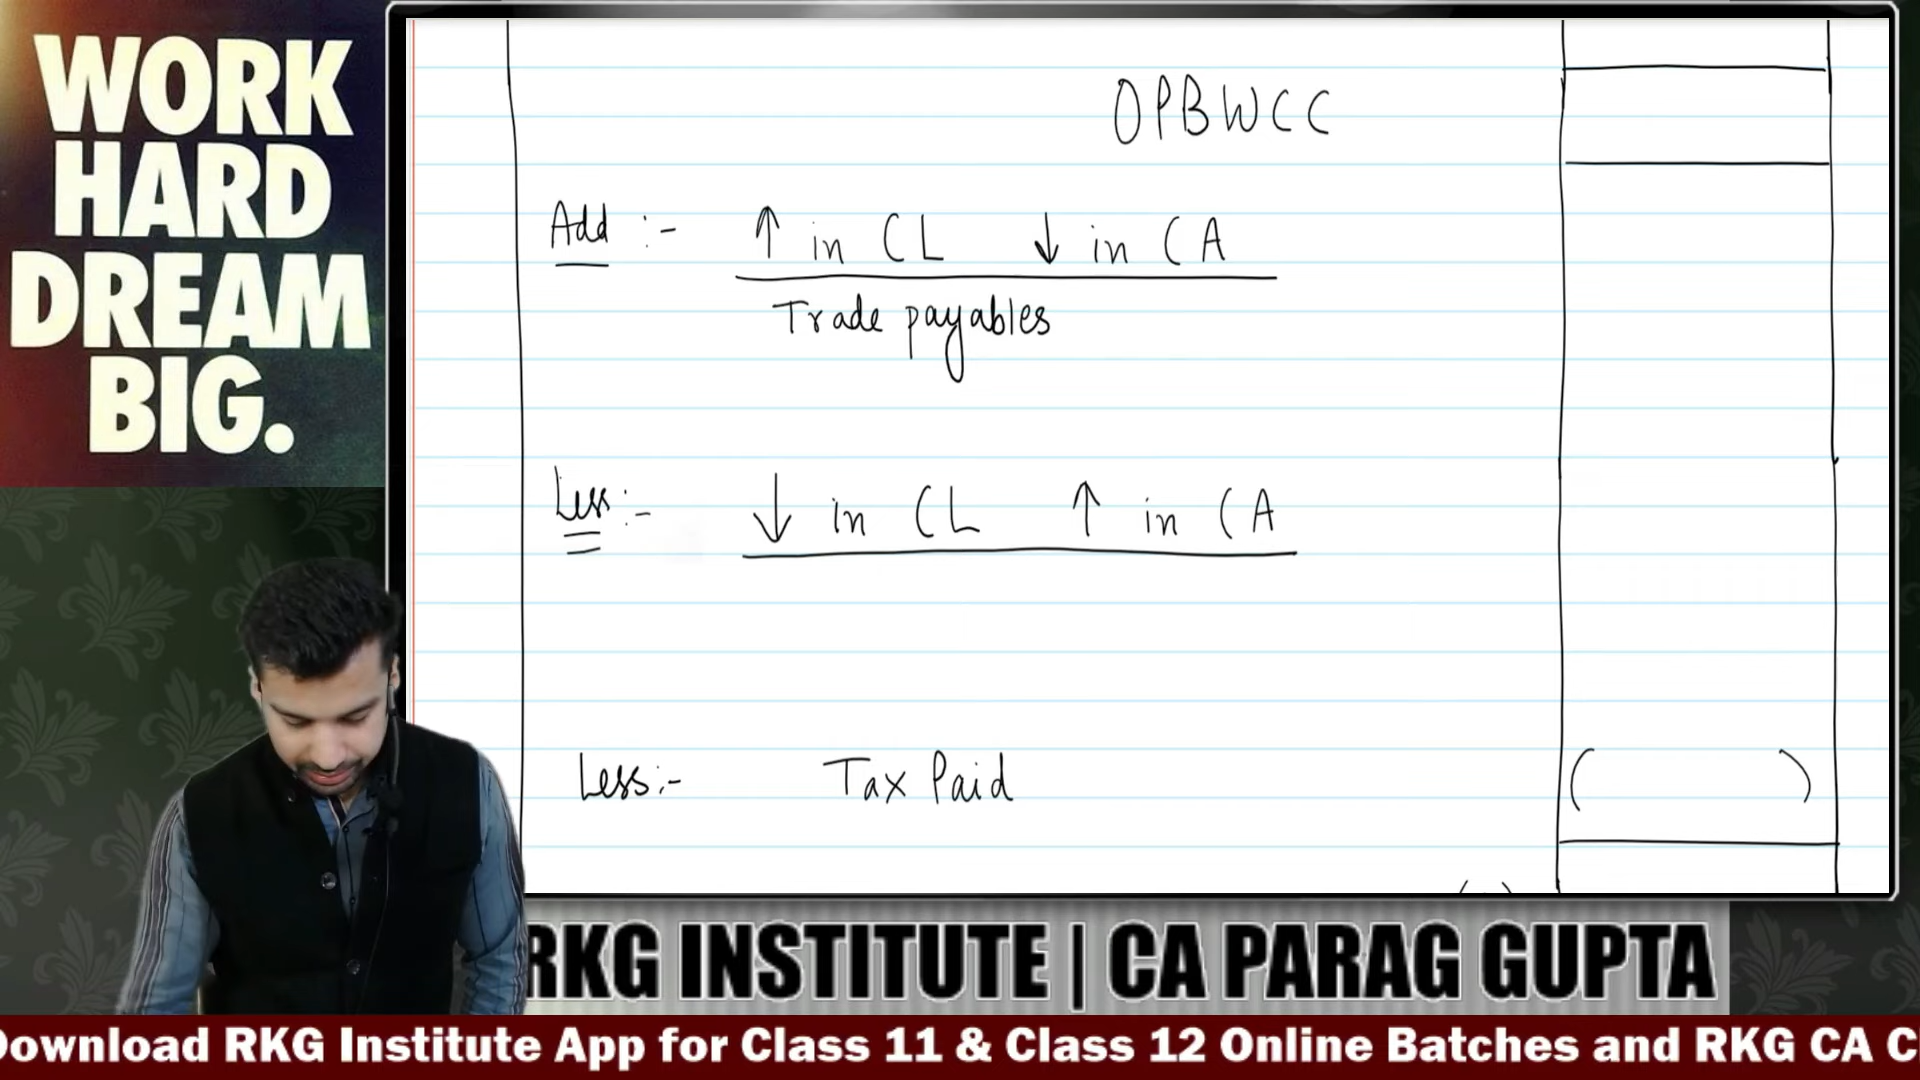 WORK
HARD
DREAM
BIG.
OPBWCC
Add :- ↑ in CL ↓ in CA
Trade payables
Less :- ↓ in CL ↑ in CA
Less :- Tax Paid ( )
RKG INSTITUTE | CA PARAG GUPTA
Download RKG Institute App for Class 11 & Class 12 Online Batches and RKG CA C